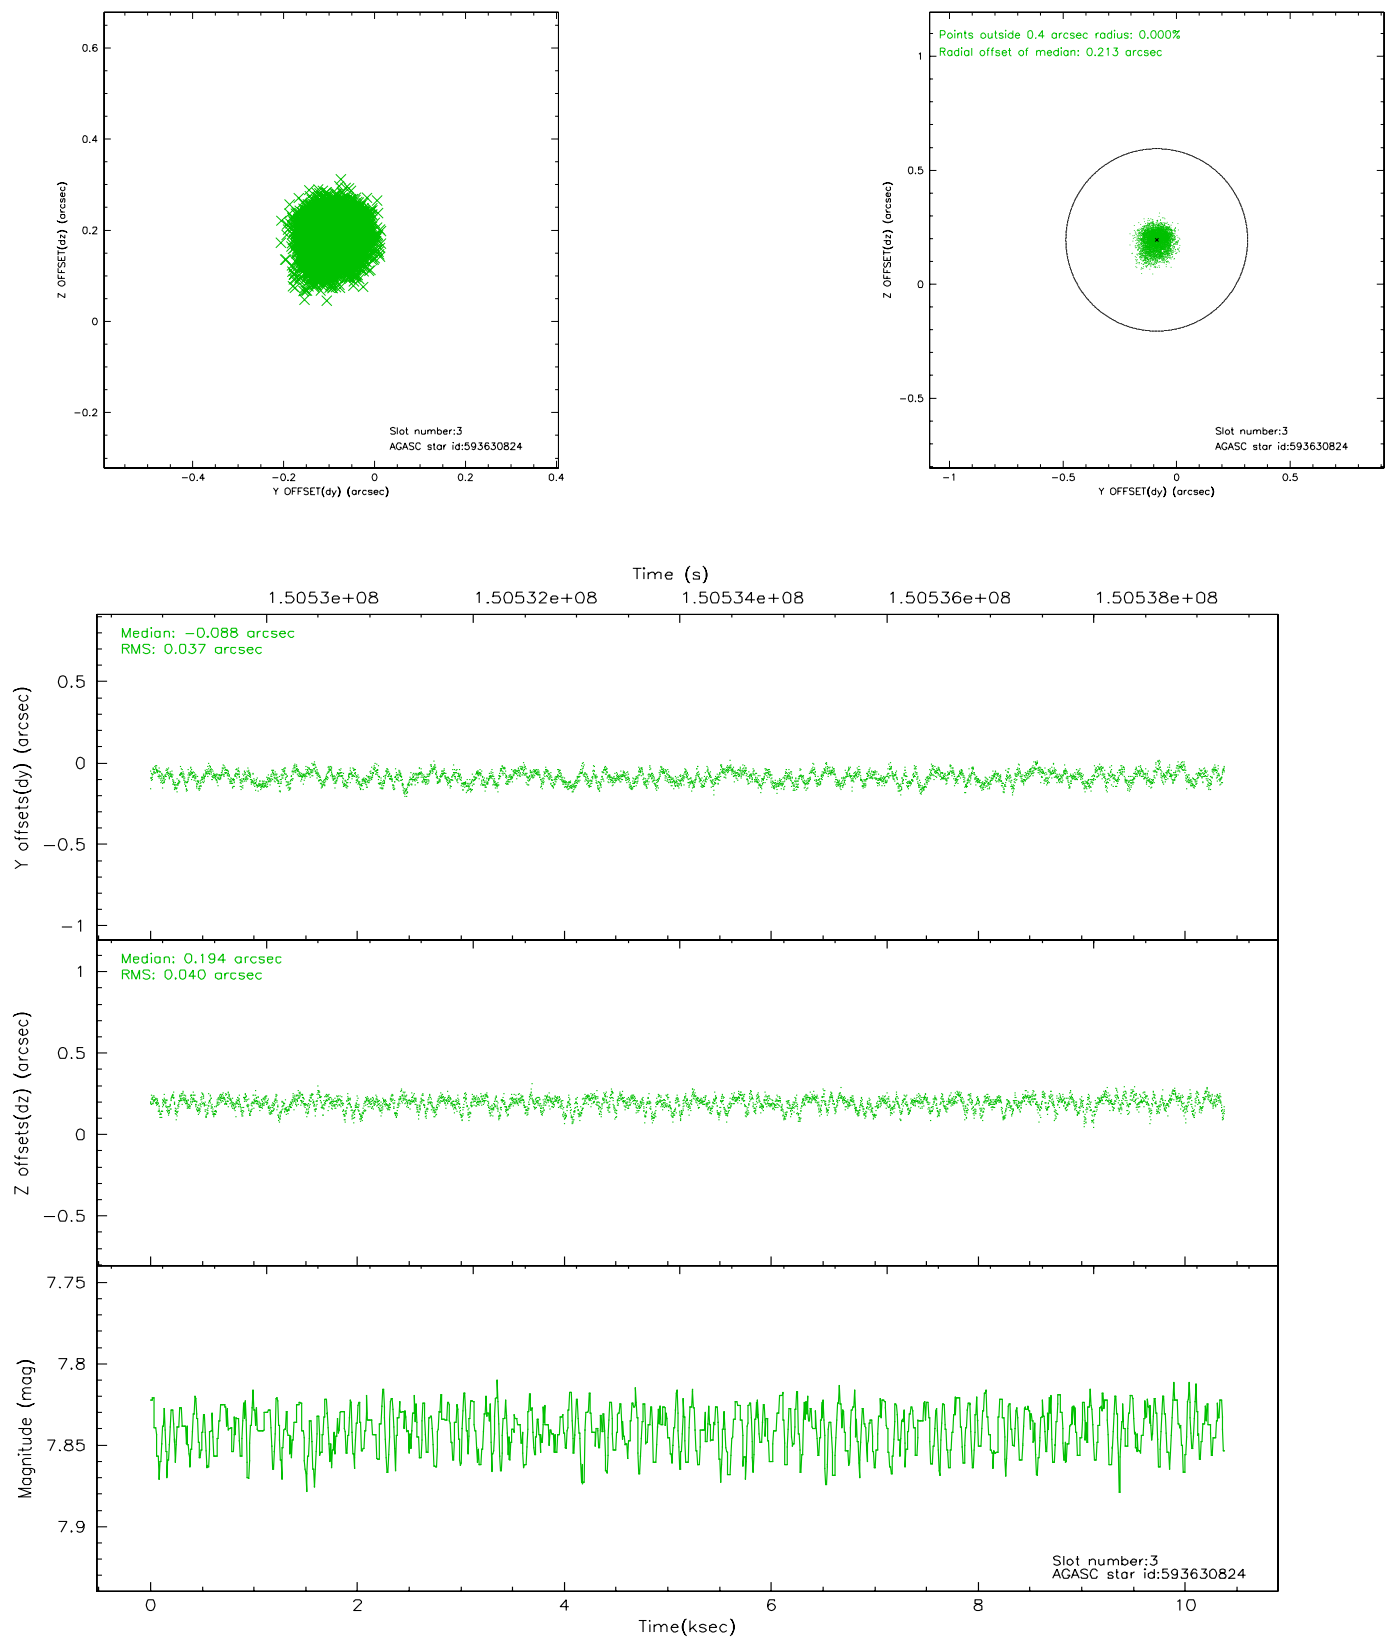 0.6
0.4
0.2
0
−0.2
Z OFFSET(dz) (arcsec)
Slot number:3
AGASC star id:593630824
−0.4 −0.2 0 0.2 0.4
Y OFFSET(dy) (arcsec)
Points outside 0.4 arcsec radius: 0.000%
Radial offset of median: 0.213 arcsec
1
0.5
0
−0.5
Z OFFSET(dz) (arcsec)
Slot number:3
AGASC star id:593630824
−1 −0.5 0 0.5
Y OFFSET(dy) (arcsec)
Time (s)
1.5053e+08 1.50532e+08 1.50534e+08 1.50536e+08 1.50538e+08
Median: −0.088 arcsec
RMS: 0.037 arcsec
0.5
0
−0.5
−1
Y offsets(dy) (arcsec)
Median: 0.194 arcsec
RMS: 0.040 arcsec
1
0.5
0
−0.5
Z offsets(dz) (arcsec)
7.75
7.8
7.85
7.9
Magnitude (mag)
Slot number:3
AGASC star id:593630824
0 2 4 6 8 10
Time(ksec)